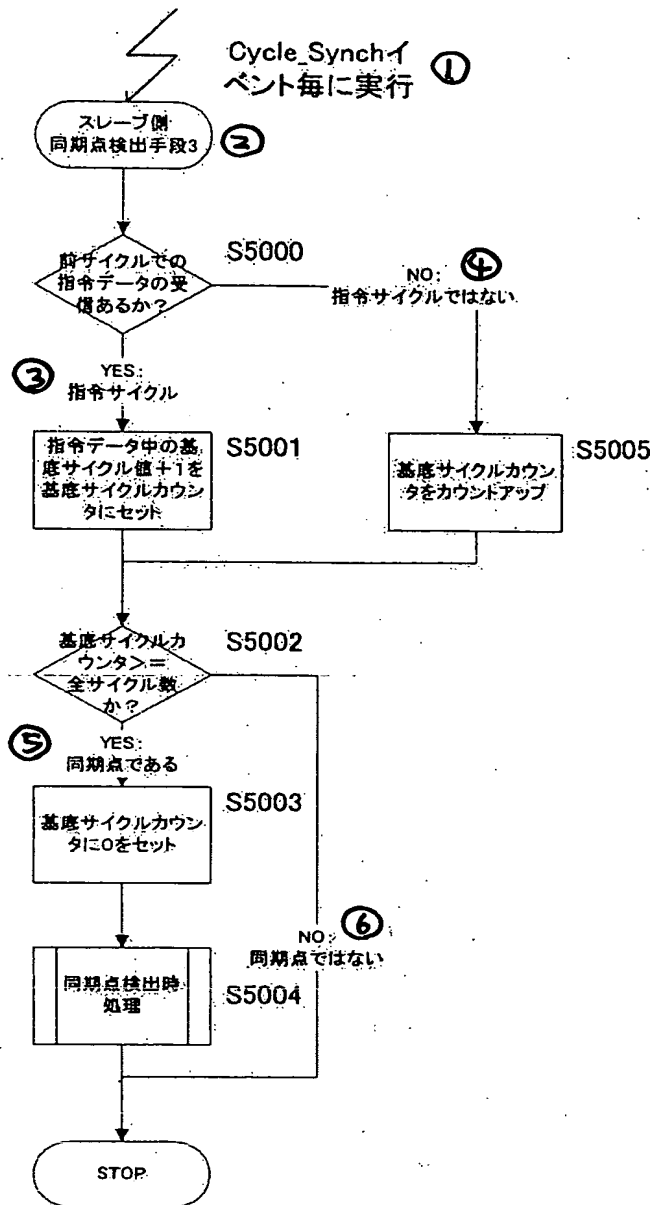 Cycle_Synchイ
ベント毎に実行
①
スレーブ側
同期点検出手段3
②
前サイクルでの
指令データの受
信あるか?
S5000
NO:
④
指令サイクルではない
③
YES:
指令サイクル
指令データ中の基
底サイクル値+1を
基底サイクルカウン
タにセット
S5001
基底サイクルカウン
タをカウントアップ
S5005
基底サイクルカ
ウンタ>=
全サイクル数
か?
S5002
⑤
YES:
同期点である
基底サイクルカウン
タに0をセット
S5003
NO:
⑥
同期点ではない
同期点検出時
処理
S5004
STOP